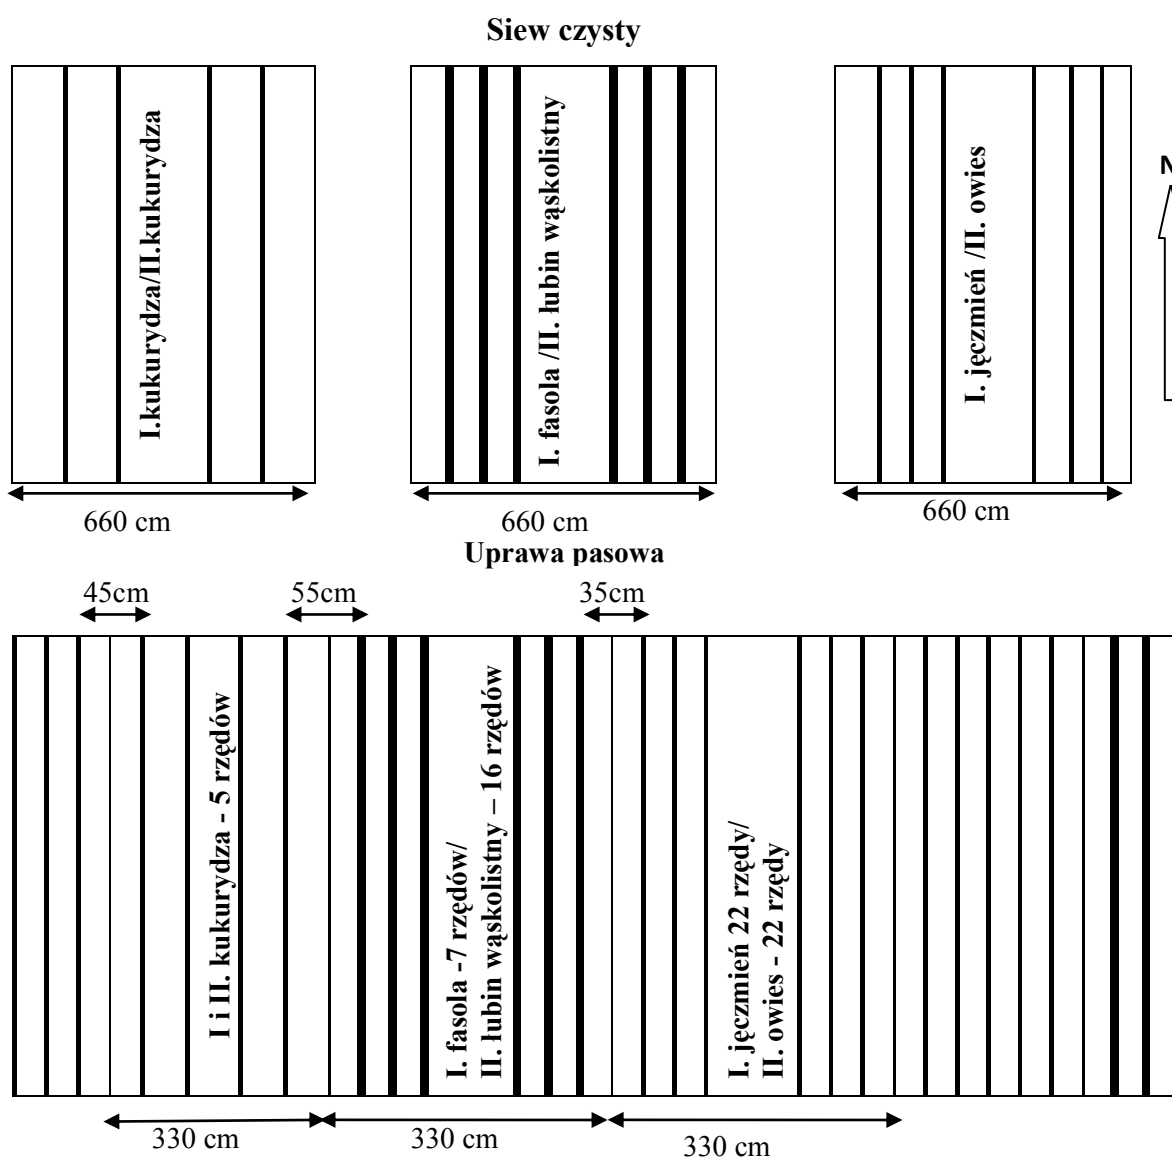 Siew czysty
I.kukurydza/II.kukurydza
I. fasola /II. łubin wąskolistny
I. jęczmień /II. owies
N
660 cm
660 cm
660 cm
Uprawa pasowa
45cm
55cm
35cm
I i II. kukurydza - 5 rzędów
I. fasola -7 rzędów/
II. łubin wąskolistny – 16 rzędów
I. jęczmień 22 rzędy/
II. owies - 22 rzędy
330 cm
330 cm
330 cm